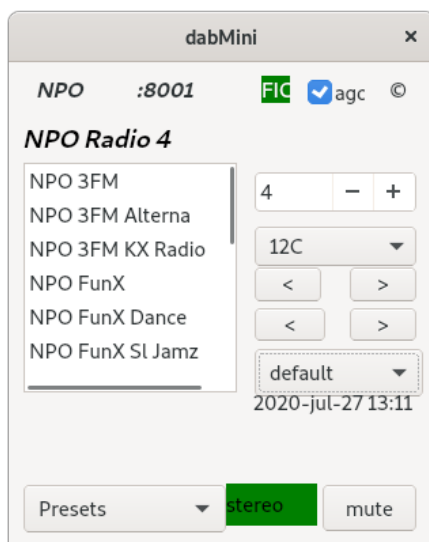 dabMini ×
NPO :8001 FIC agc ©
NPO Radio 4
NPO 3FM
NPO 3FM Alterna
NPO 3FM KX Radio
NPO FunX
NPO FunX Dance
NPO FunX Sl Jamz
4 − +
12C
< >
< >
default
2020-jul-27 13:11
Presets stereo mute